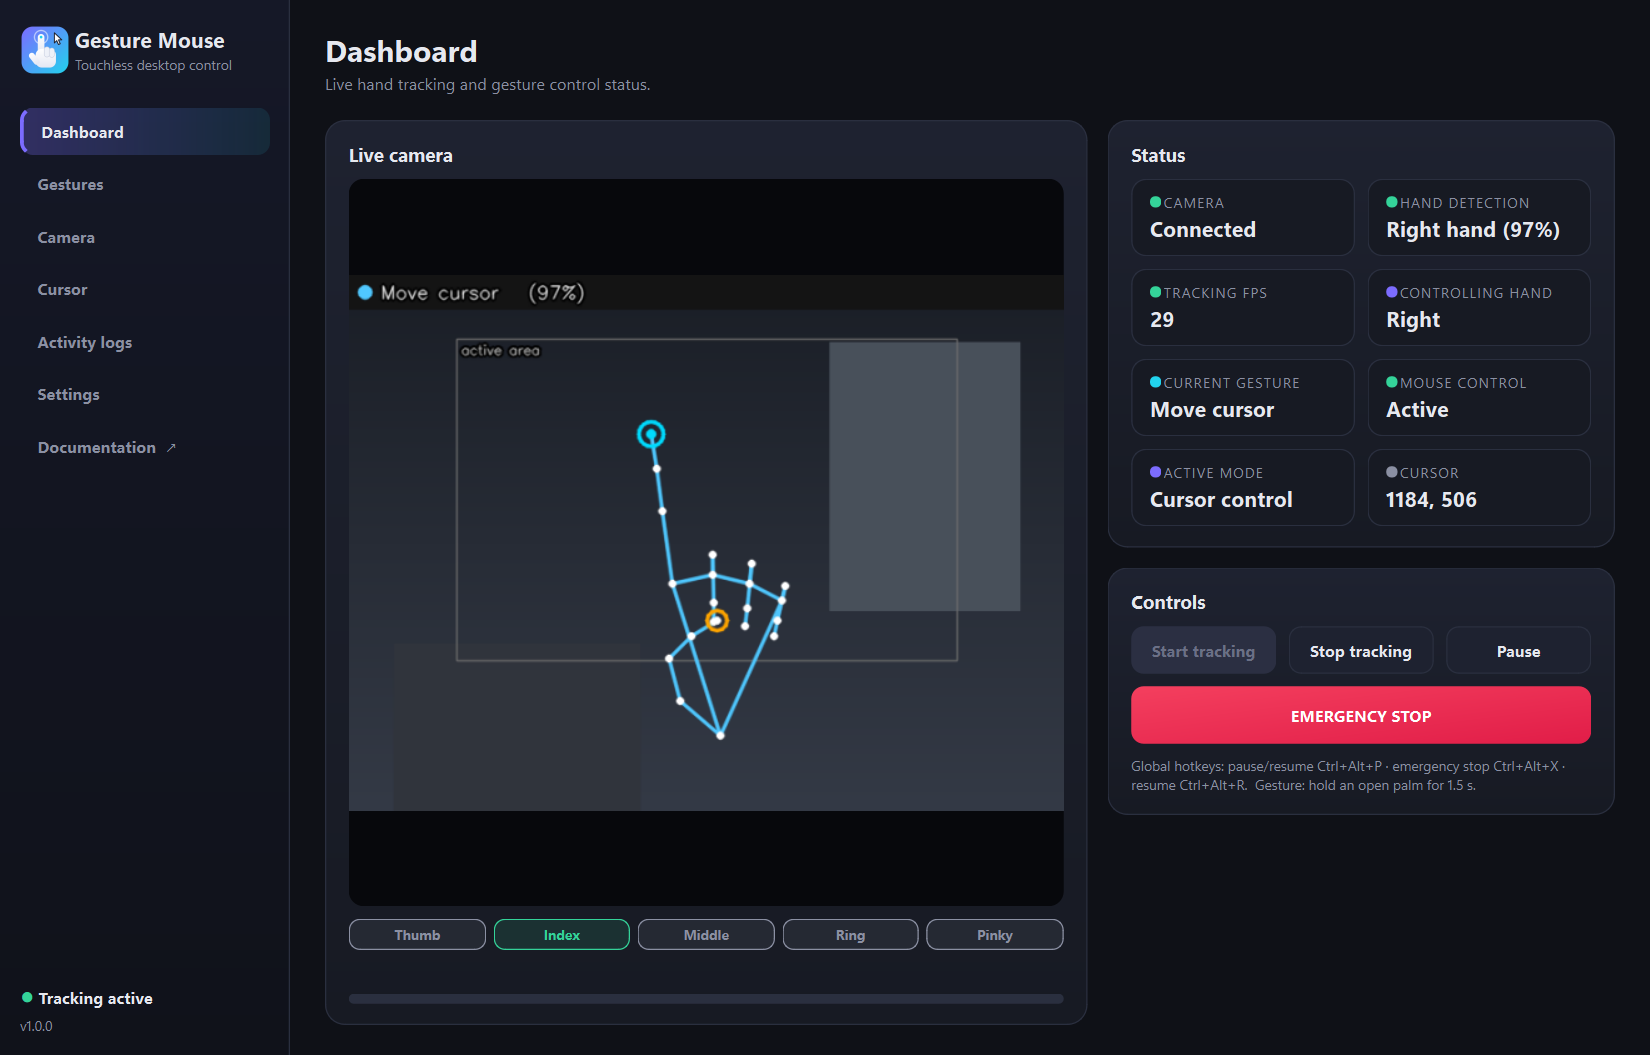 Gesture Mouse
Touchless desktop control
Dashboard
Gestures
Camera
Cursor
Activity logs
Settings
Documentation ↗
Tracking active
v1.0.0
Dashboard
Live hand tracking and gesture control status.
Live camera
Move cursor (97%)
active area
Thumb
Index
Middle
Ring
Pinky
Status
CAMERA
Connected
HAND DETECTION
Right hand (97%)
TRACKING FPS
29
CONTROLLING HAND
Right
CURRENT GESTURE
Move cursor
MOUSE CONTROL
Active
ACTIVE MODE
Cursor control
CURSOR
1184, 506
Controls
Start tracking
Stop tracking
Pause
EMERGENCY STOP
Global hotkeys: pause/resume Ctrl+Alt+P · emergency stop Ctrl+Alt+X ·
resume Ctrl+Alt+R. Gesture: hold an open palm for 1.5 s.